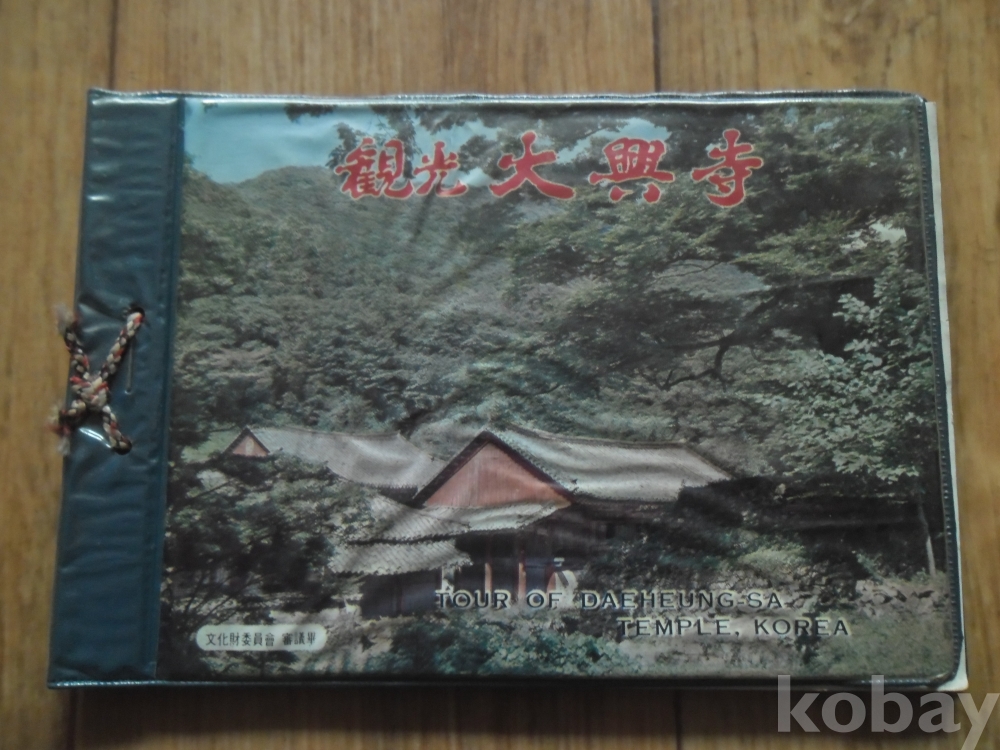 觀光 大興寺
TOUR OF DAEHEUNG-SA
TEMPLE, KOREA
文化財委員會 審議畢
kobay